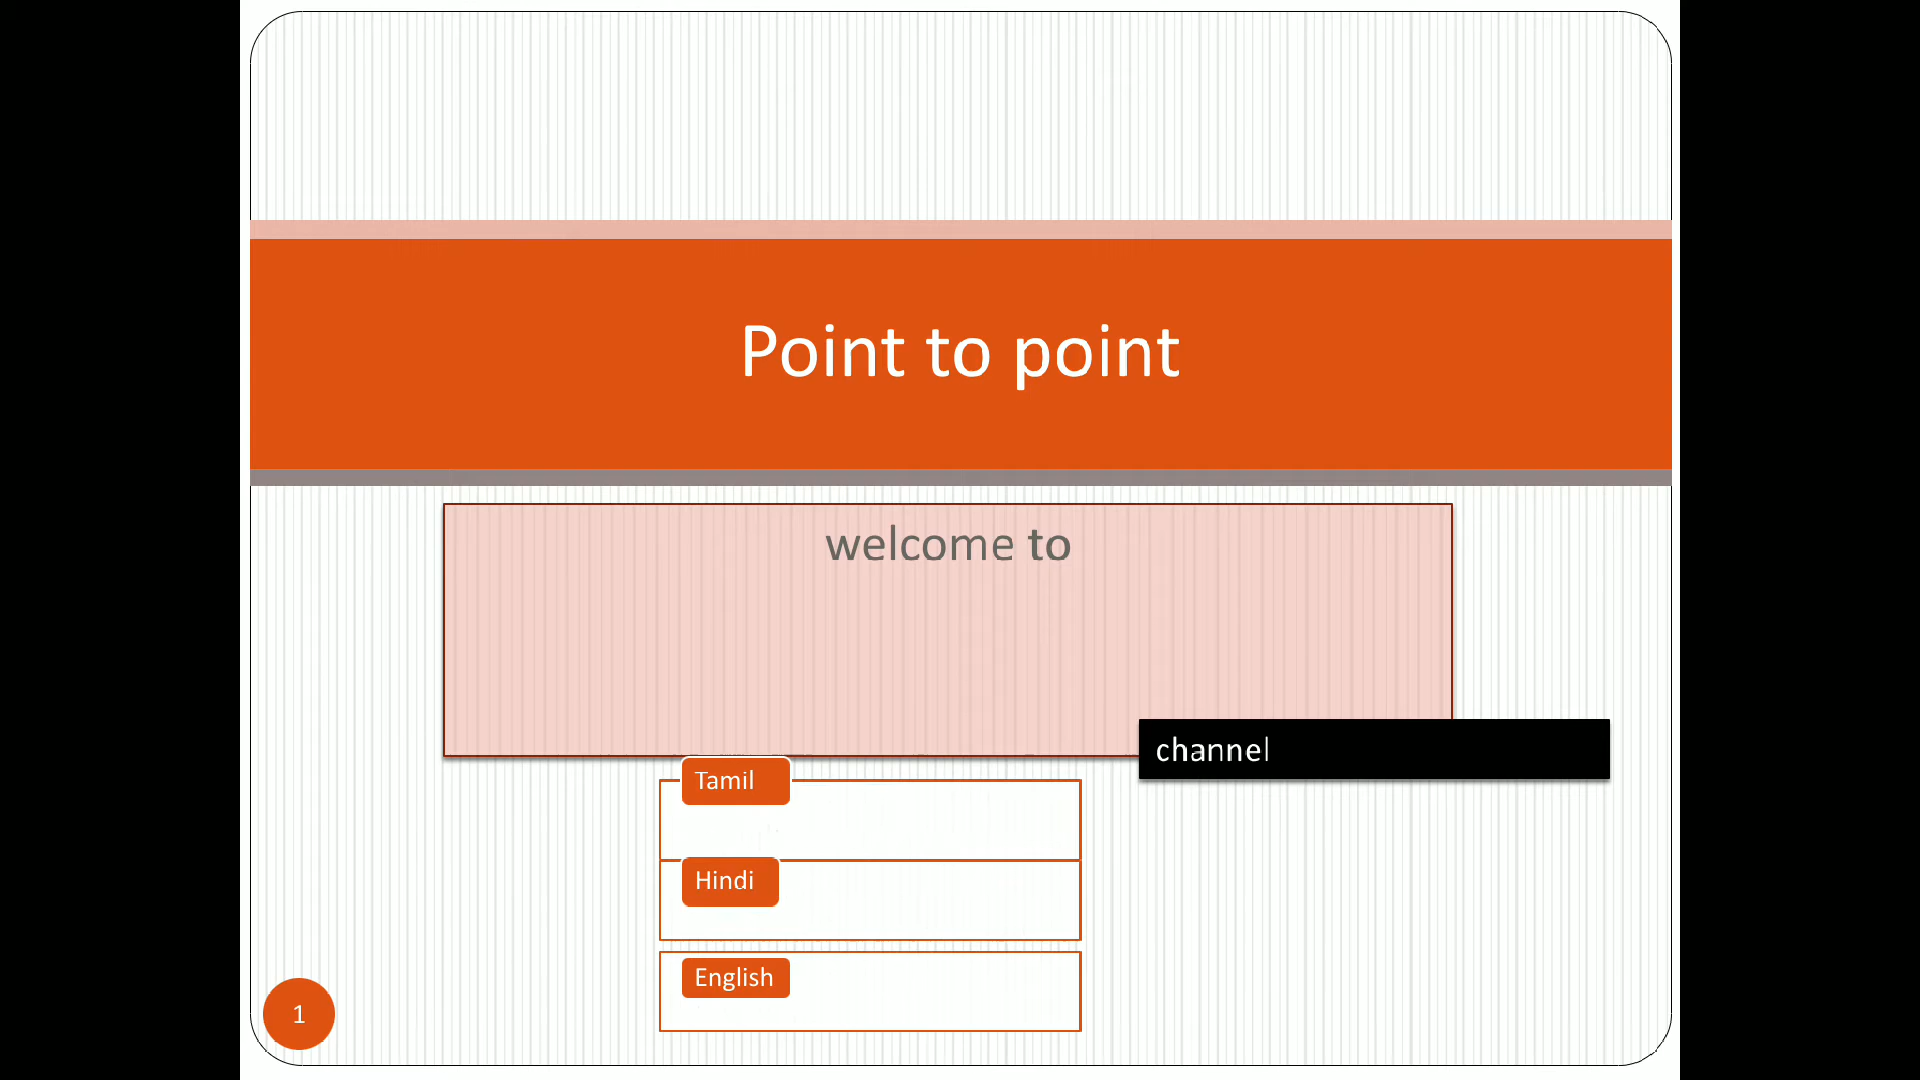 Point to point
welcome to
channel
Tamil
Hindi
English
1